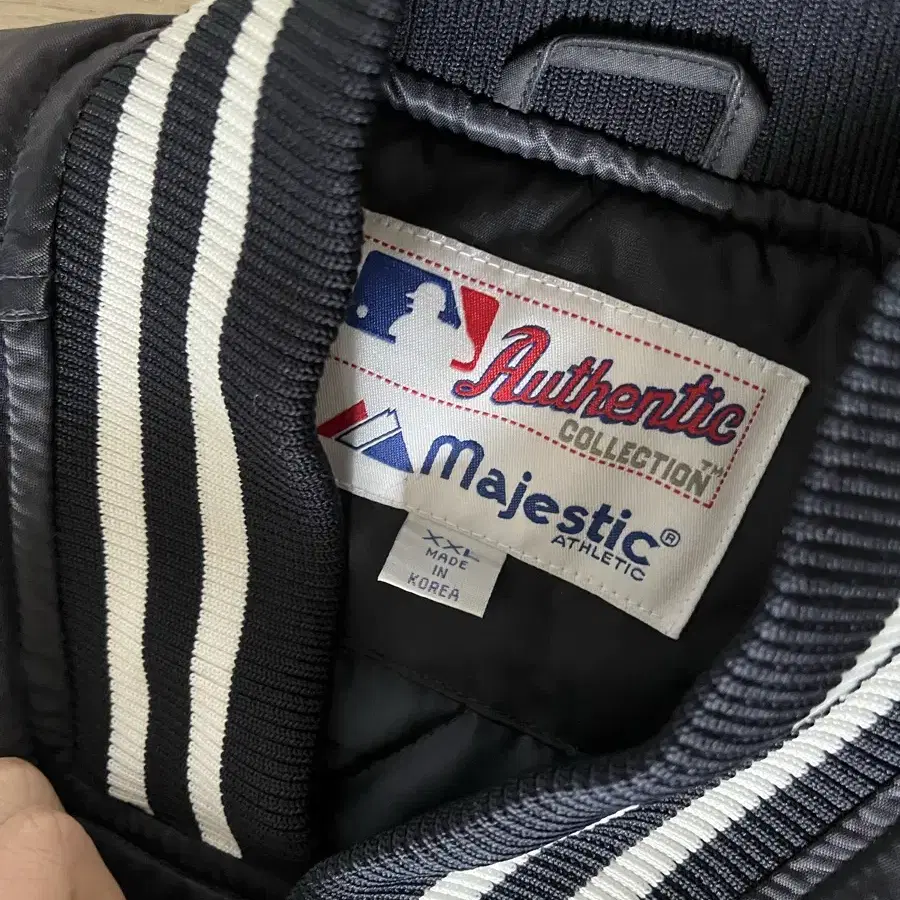 Authentic
COLLECTION™
Majestic®
ATHLETIC
XXL
MADE
IN
KOREA